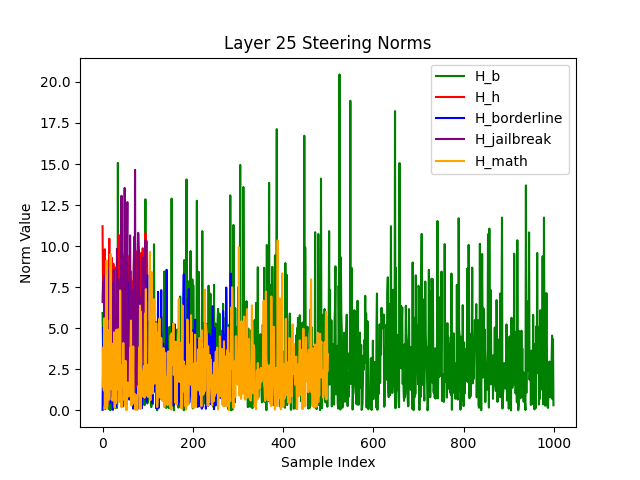 Layer 25 Steering Norms
Norm Value
20.0
17.5
15.0
12.5
10.0
7.5
5.0
2.5
0.0
H_b
H_h
H_borderline
H_jailbreak
H_math
0
200
400
600
800
1000
Sample Index